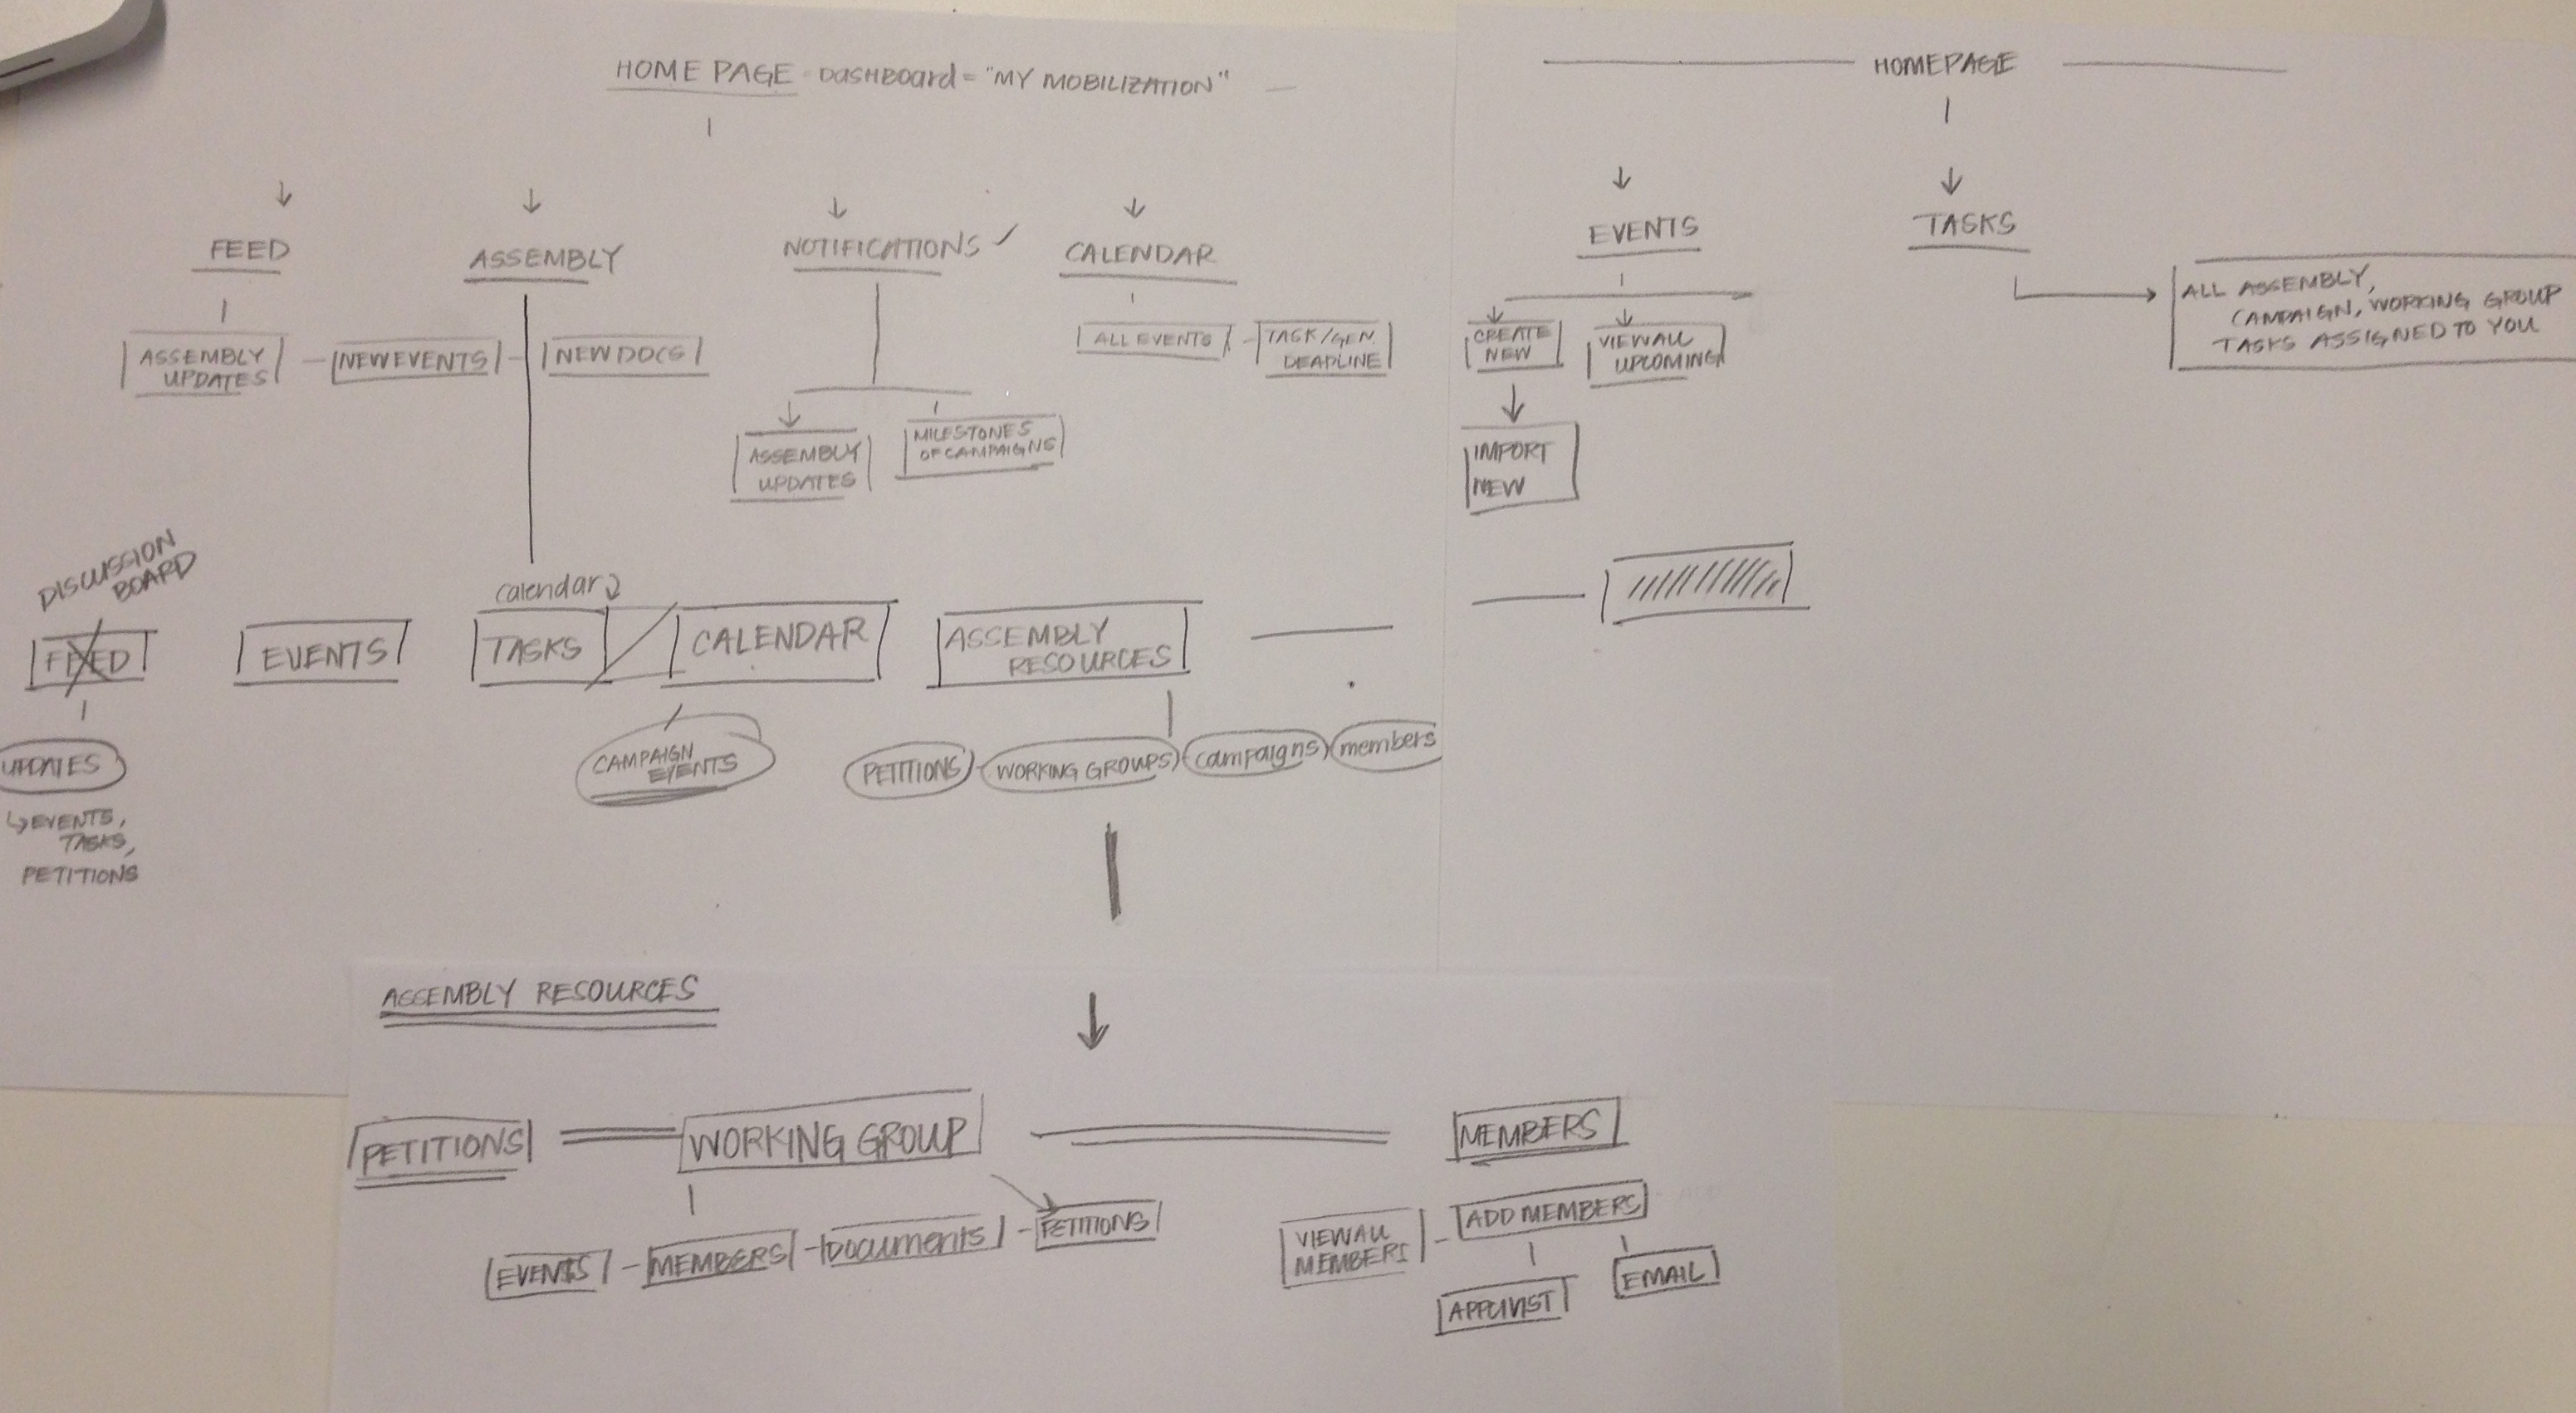 HOME PAGE - DASHBOARD = "MY MOBILIZATION"
FEED
ASSEMBLY
NOTIFICATIONS
CALENDAR
ASSEMBLY
UPDATES
NEW EVENTS
NEW DOCS
ALL EVENTS
TASK/GEN.
DEADLINE
ASSEMBLY
UPDATES
MILESTONES
OF CAMPAIGNS
DISCUSSION
BOARD
calendar
FEED
EVENTS
TASKS
CALENDAR
ASSEMBLY
RESOURCES
UPDATES
EVENTS,
TASKS,
PETITIONS
CAMPAIGN
EVENTS
PETITIONS
WORKING GROUPS
campaigns
members
HOMEPAGE
EVENTS
TASKS
CREATE
NEW
VIEW ALL
UPCOMING
IMPORT
NEW
ALL ASSEMBLY,
CAMPAIGN, WORKING GROUP
TASKS ASSIGNED TO YOU
ASSEMBLY RESOURCES
PETITIONS
WORKING GROUP
MEMBERS
EVENTS
MEMBERS
DOCUMENTS
PETITIONS
VIEW ALL
MEMBERS
ADD MEMBERS
EMAIL